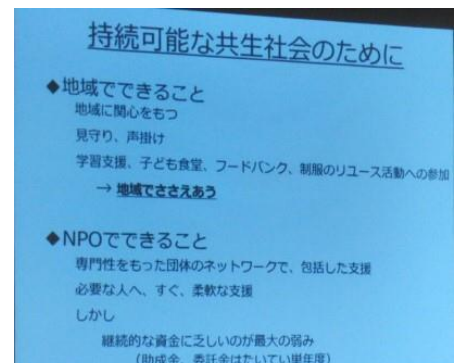 持続可能な共生社会のために
◆地域でできること
地域に関心をもつ
見守り、声掛け
学習支援、子ども食堂、フードバンク、制服のリユース活動への参加
→ 地域でささえあう
◆NPOでできること
専門性をもった団体のネットワークで、包括した支援
必要な人へ、すぐ、柔軟な支援
しかし
継続的な資金に乏しいのが最大の弱み
（助成金、委託金はたいてい単年度）